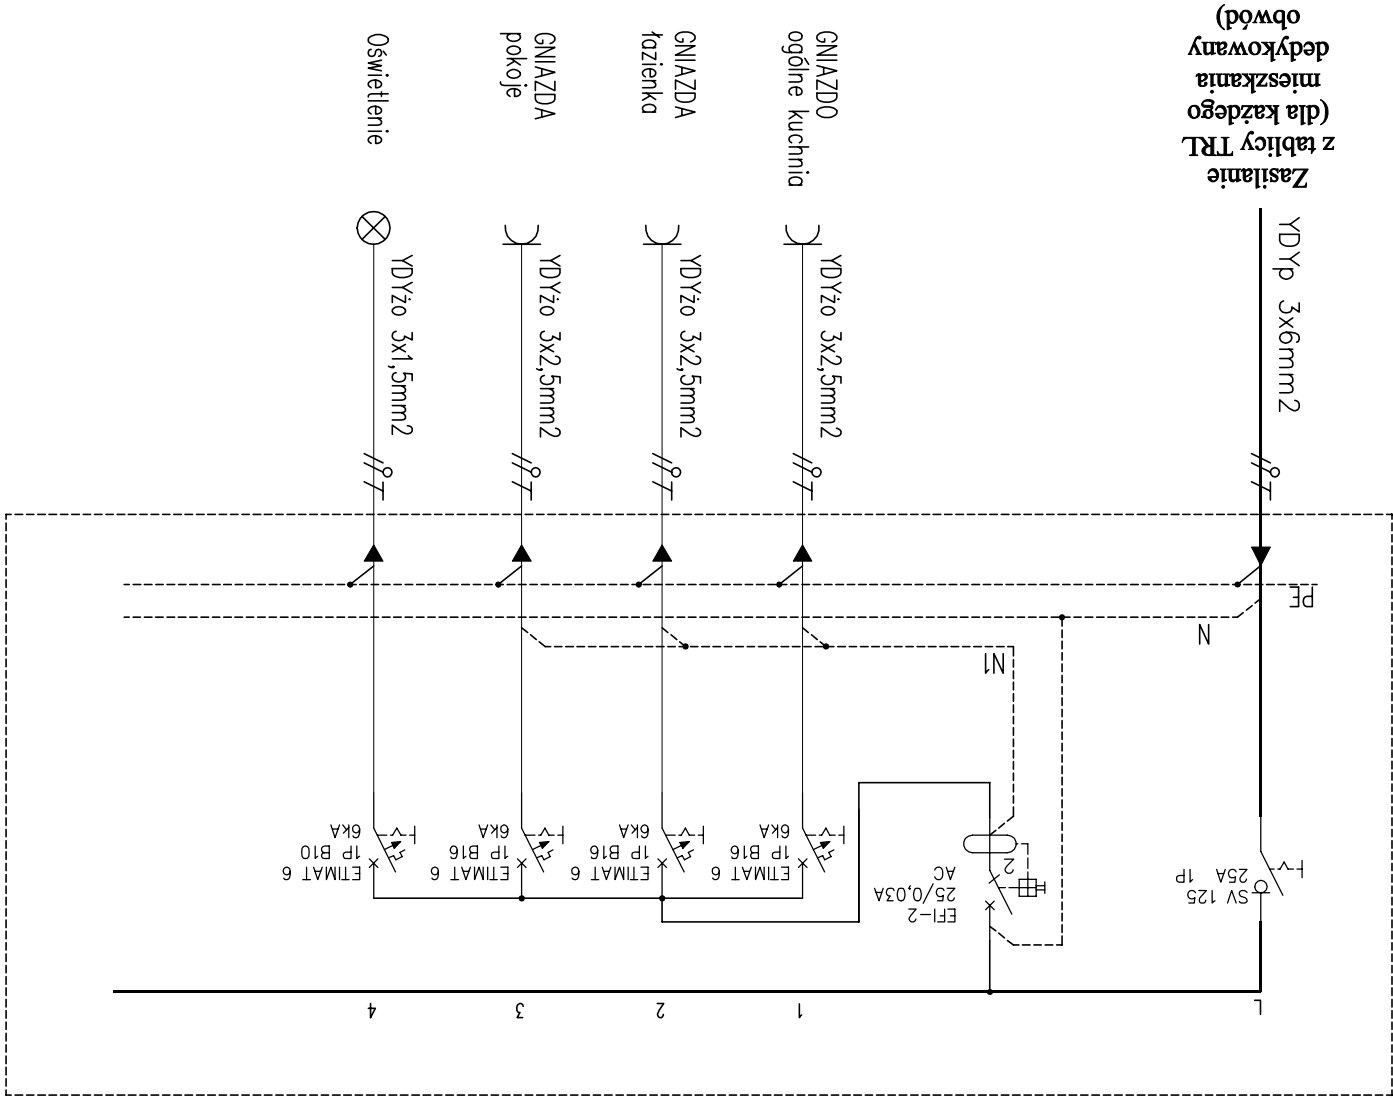 L
1
2
3
4
SV 125
25A 1P
EFI-2
25/0,03A
AC
2
ETIMAT 6
1P B16
6kA
ETIMAT 6
1P B16
6kA
ETIMAT 6
1P B16
6kA
ETIMAT 6
1P B10
6kA
N1
N
PE
YDYp 3x6mm2
YDYżo 3x2,5mm2
YDYżo 3x2,5mm2
YDYżo 3x2,5mm2
YDYżo 3x1,5mm2
Zasilanie
z tablicy TRL
(dla każdego
mieszkania
dedykowany
obwód)
GNIAZDO
ogólne kuchnia
GNIAZDA
łazienka
GNIAZDA
pokoje
Oświetlenie